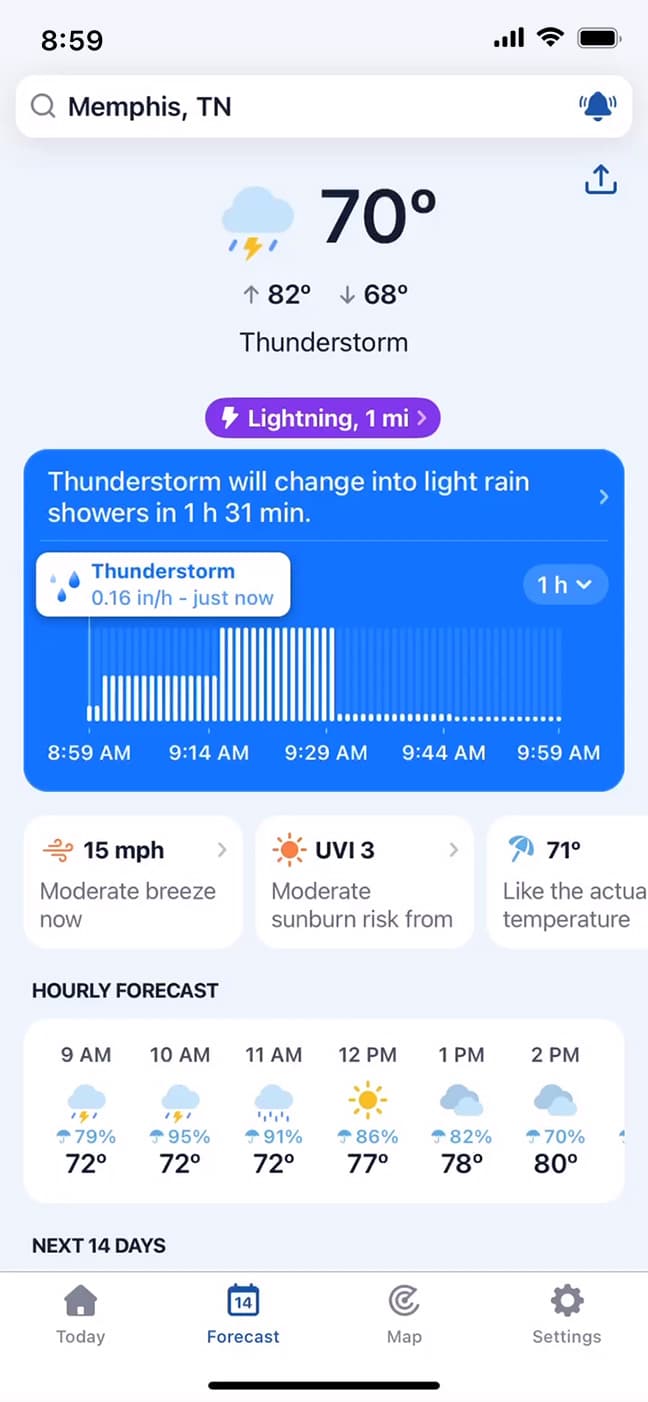 8:59
Memphis, TN
70°
↑ 82° ↓ 68°
Thunderstorm
Lightning, 1 mi
Thunderstorm will change into light rain
showers in 1 h 31 min.
Thunderstorm
0.16 in/h - just now
1 h
8:59 AM 9:14 AM 9:29 AM 9:44 AM 9:59 AM
15 mph
Moderate breeze
now
UVI 3
Moderate
sunburn risk from
71°
Like the actua
temperature
HOURLY FORECAST
9 AM 10 AM 11 AM 12 PM 1 PM 2 PM
79% 95% 91% 86% 82% 70%
72° 72° 72° 77° 78° 80°
NEXT 14 DAYS
14
Today Forecast Map Settings